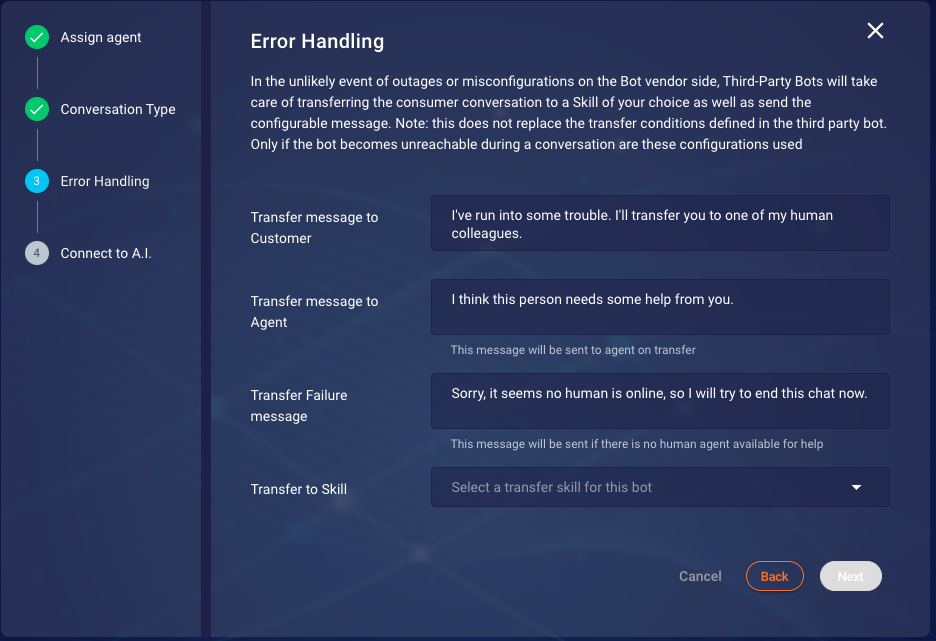 Assign agent
Conversation Type
3
Error Handling
4
Connect to A.I.
Error Handling
In the unlikely event of outages or misconfigurations on the Bot vendor side, Third-Party Bots will take
care of transferring the consumer conversation to a Skill of your choice as well as send the
configurable message. Note: this does not replace the transfer conditions defined in the third party bot.
Only if the bot becomes unreachable during a conversation are these configurations used
Transfer message to
Customer
I've run into some trouble. I'll transfer you to one of my human
colleagues.
Transfer message to
Agent
I think this person needs some help from you.
This message will be sent to agent on transfer
Transfer Failure
message
Sorry, it seems no human is online, so I will try to end this chat now.
This message will be sent if there is no human agent available for help
Transfer to Skill
Select a transfer skill for this bot
Cancel
Back
Next